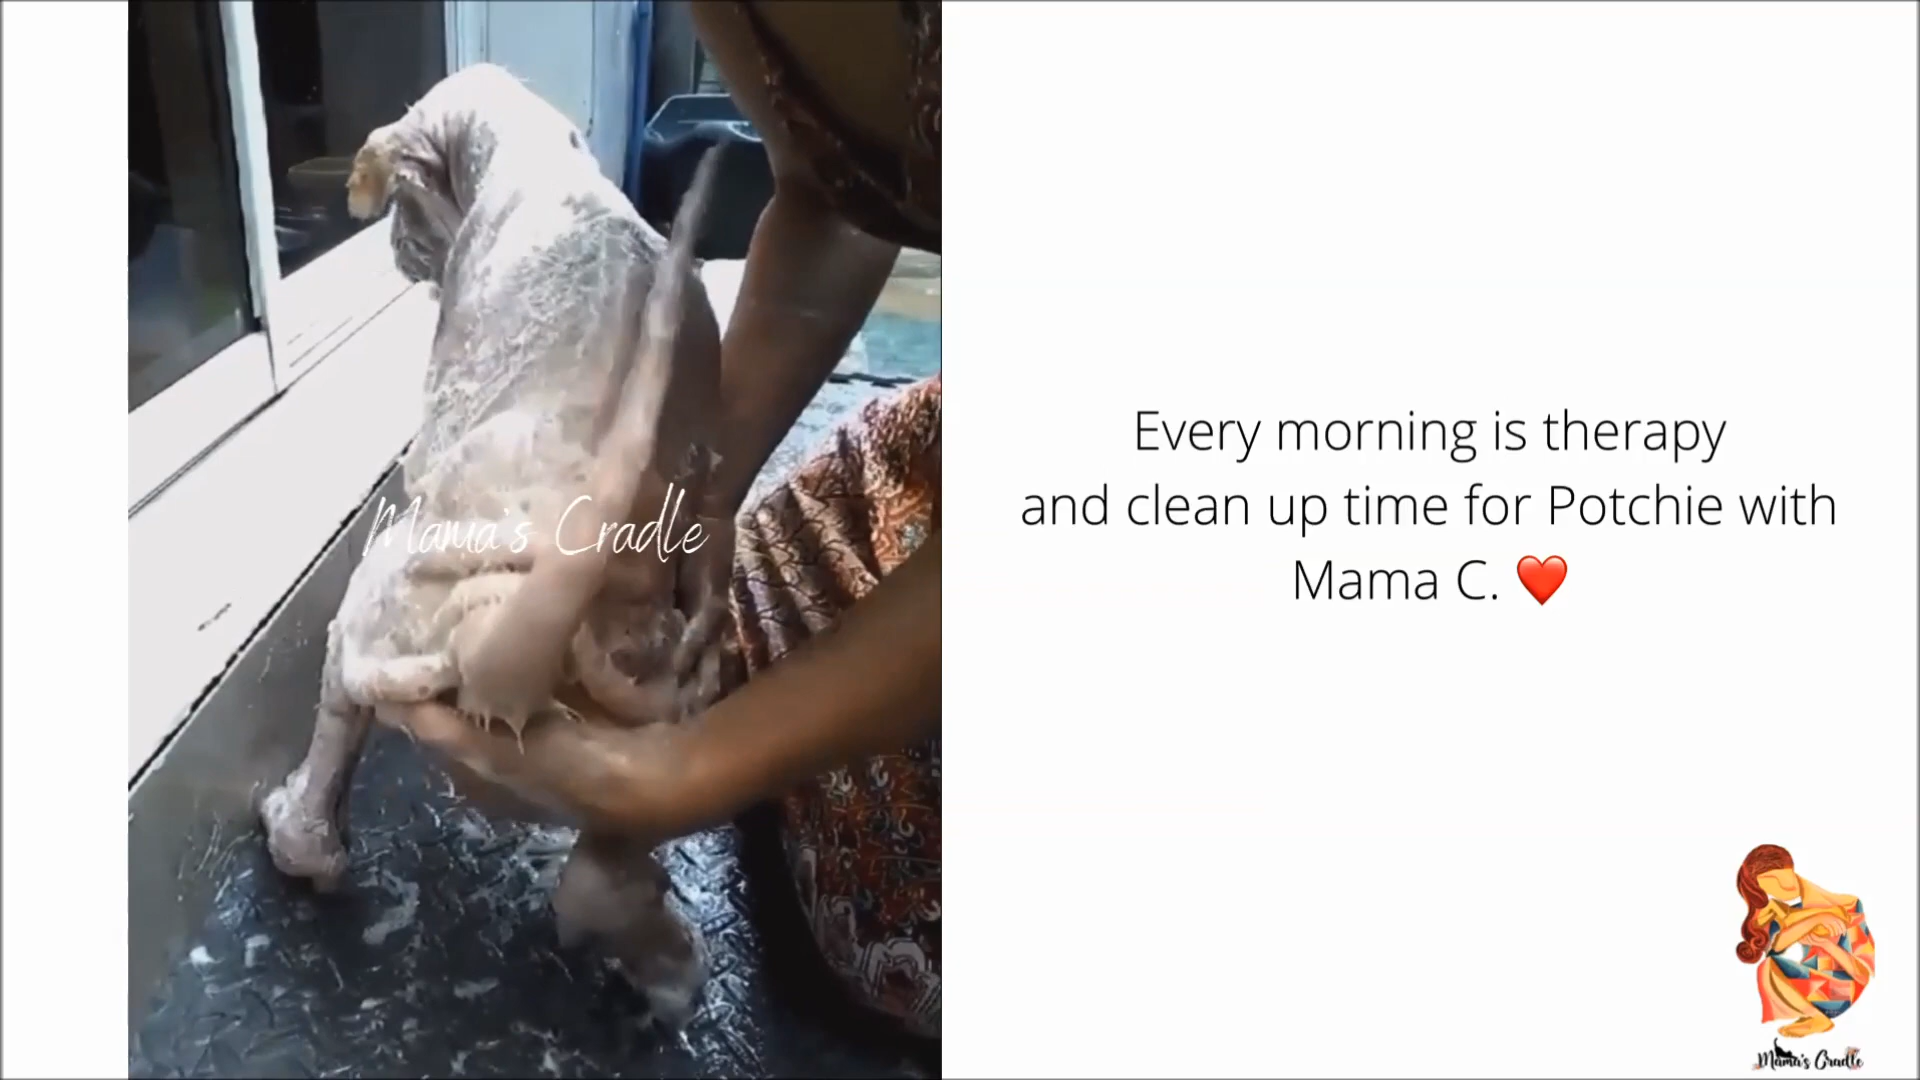 Mama's Cradle
Every morning is therapy
and clean up time for Potchie with
Mama C. ❤️
Mama's Cradle